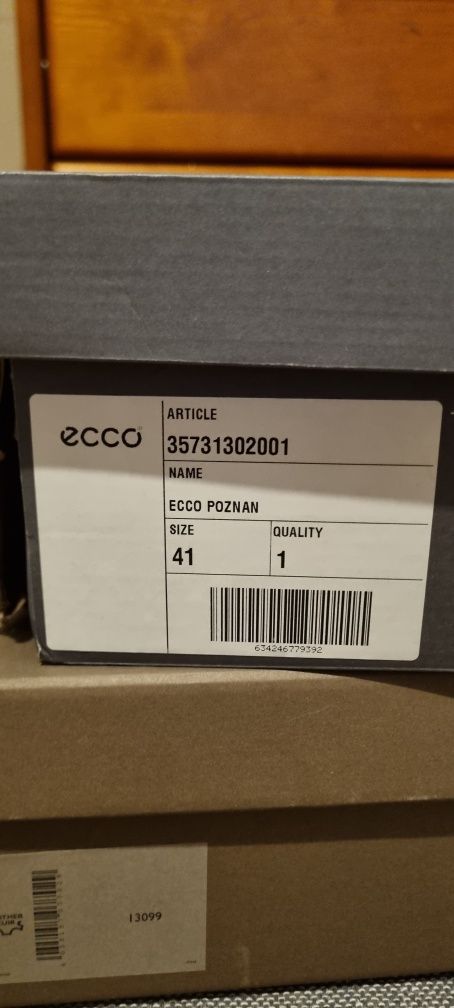 ecco
ARTICLE
35731302001
NAME
ECCO POZNAN
SIZE
41
QUALITY
1
634246779392
13099